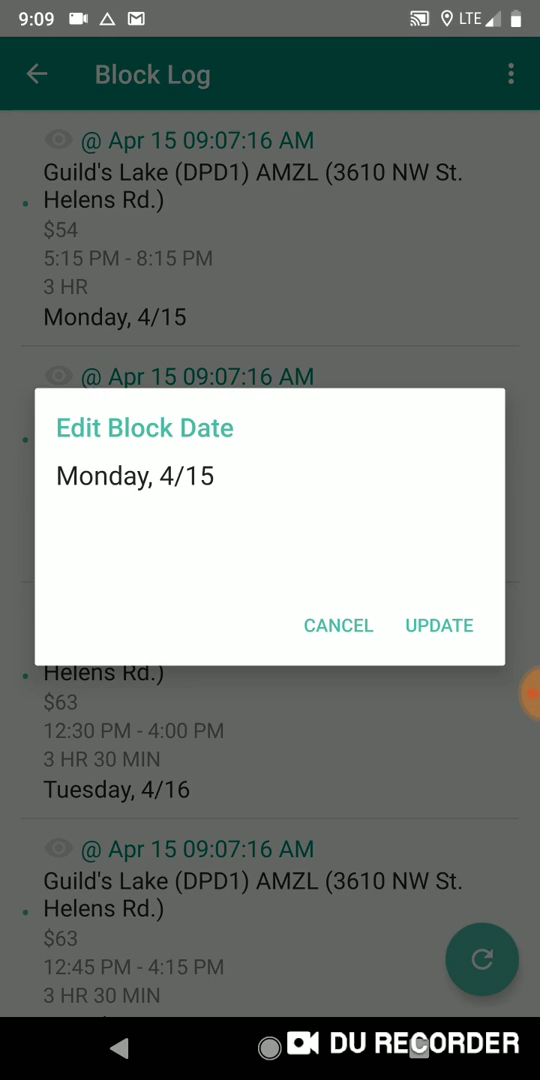 9:09
LTE
Block Log
@ Apr 15 09:07:16 AM
Guild's Lake (DPD1) AMZL (3610 NW St.
Helens Rd.)
$54
5:15 PM - 8:15 PM
3 HR
Monday, 4/15
@ Apr 15 09:07:16 AM
Edit Block Date
Monday, 4/15
CANCEL
UPDATE
Helens Rd.)
$63
12:30 PM - 4:00 PM
3 HR 30 MIN
Tuesday, 4/16
@ Apr 15 09:07:16 AM
Guild's Lake (DPD1) AMZL (3610 NW St.
Helens Rd.)
$63
12:45 PM - 4:15 PM
3 HR 30 MIN
DU RECORDER